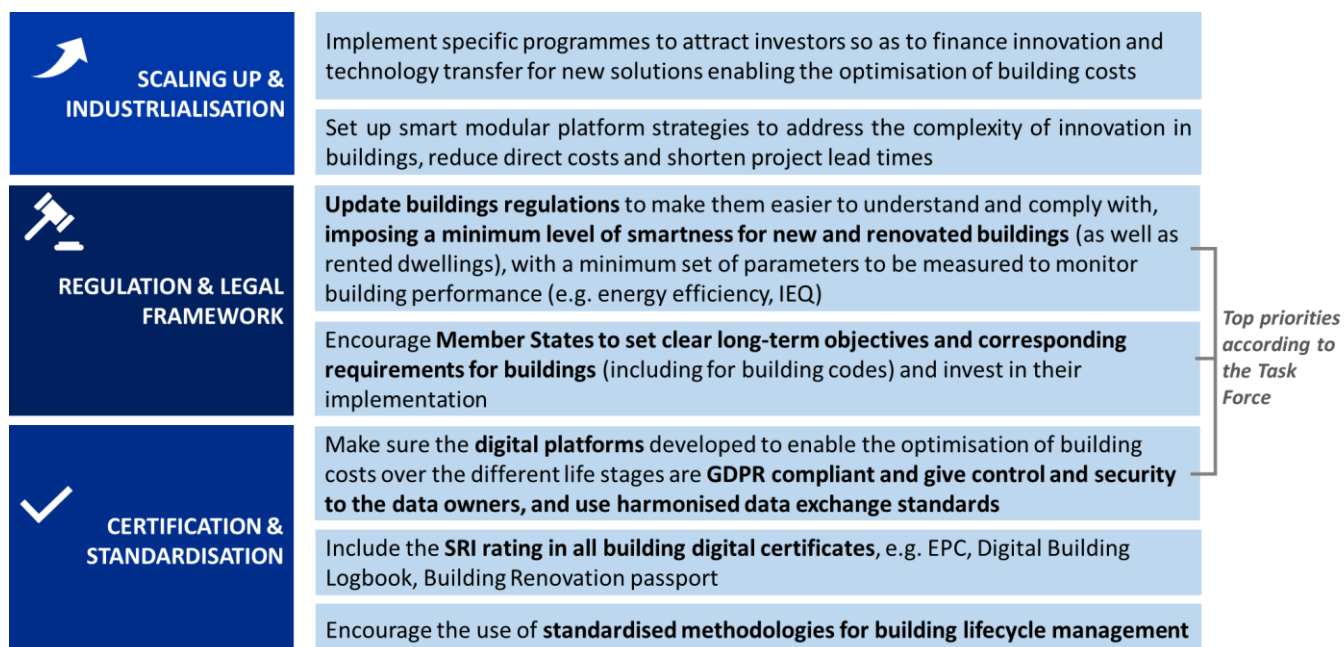 SCALING UP &
INDUSTRLIALISATION
Implement specific programmes to attract investors so as to finance innovation and
technology transfer for new solutions enabling the optimisation of building costs
Set up smart modular platform strategies to address the complexity of innovation in
buildings, reduce direct costs and shorten project lead times
REGULATION & LEGAL
FRAMEWORK
Update buildings regulations to make them easier to understand and comply with,
imposing a minimum level of smartness for new and renovated buildings (as well as
rented dwellings), with a minimum set of parameters to be measured to monitor
building performance (e.g. energy efficiency, IEQ)
Encourage Member States to set clear long-term objectives and corresponding
requirements for buildings (including for building codes) and invest in their
implementation
CERTIFICATION &
STANDARDISATION
Make sure the digital platforms developed to enable the optimisation of building
costs over the different life stages are GDPR compliant and give control and security
to the data owners, and use harmonised data exchange standards
Include the SRI rating in all building digital certificates, e.g. EPC, Digital Building
Logbook, Building Renovation passport
Encourage the use of standardised methodologies for building lifecycle management
Top priorities
according to
the Task
Force